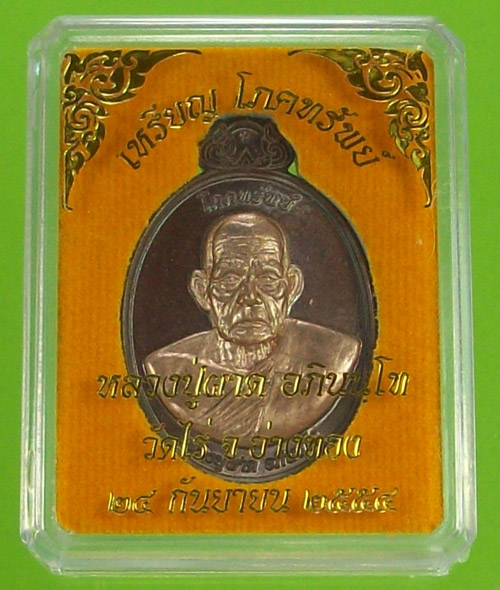 เหรียญ โภคทรัพย์
โภคทรัพย์
หลวงปู่ผาด อภินนฺโท
วัดไร่ จ.อ่างทอง
๒๔ กันยายน ๒๕๕๔